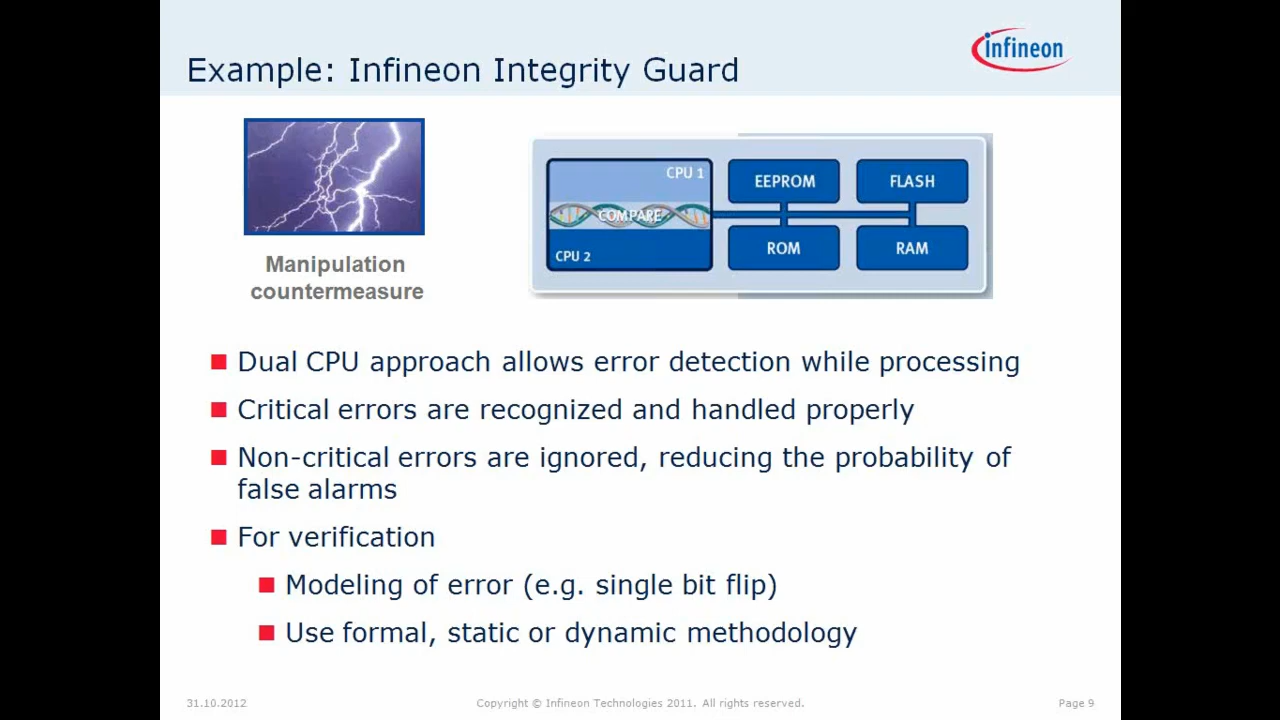 Example: Infineon Integrity Guard
infineon
Manipulation
countermeasure
CPU 1
COMPARE
CPU 2
EEPROM
FLASH
ROM
RAM
Dual CPU approach allows error detection while processing
Critical errors are recognized and handled properly
Non-critical errors are ignored, reducing the probability of
false alarms
For verification
Modeling of error (e.g. single bit flip)
Use formal, static or dynamic methodology
31.10.2012
Copyright © Infineon Technologies 2011. All rights reserved.
Page 9